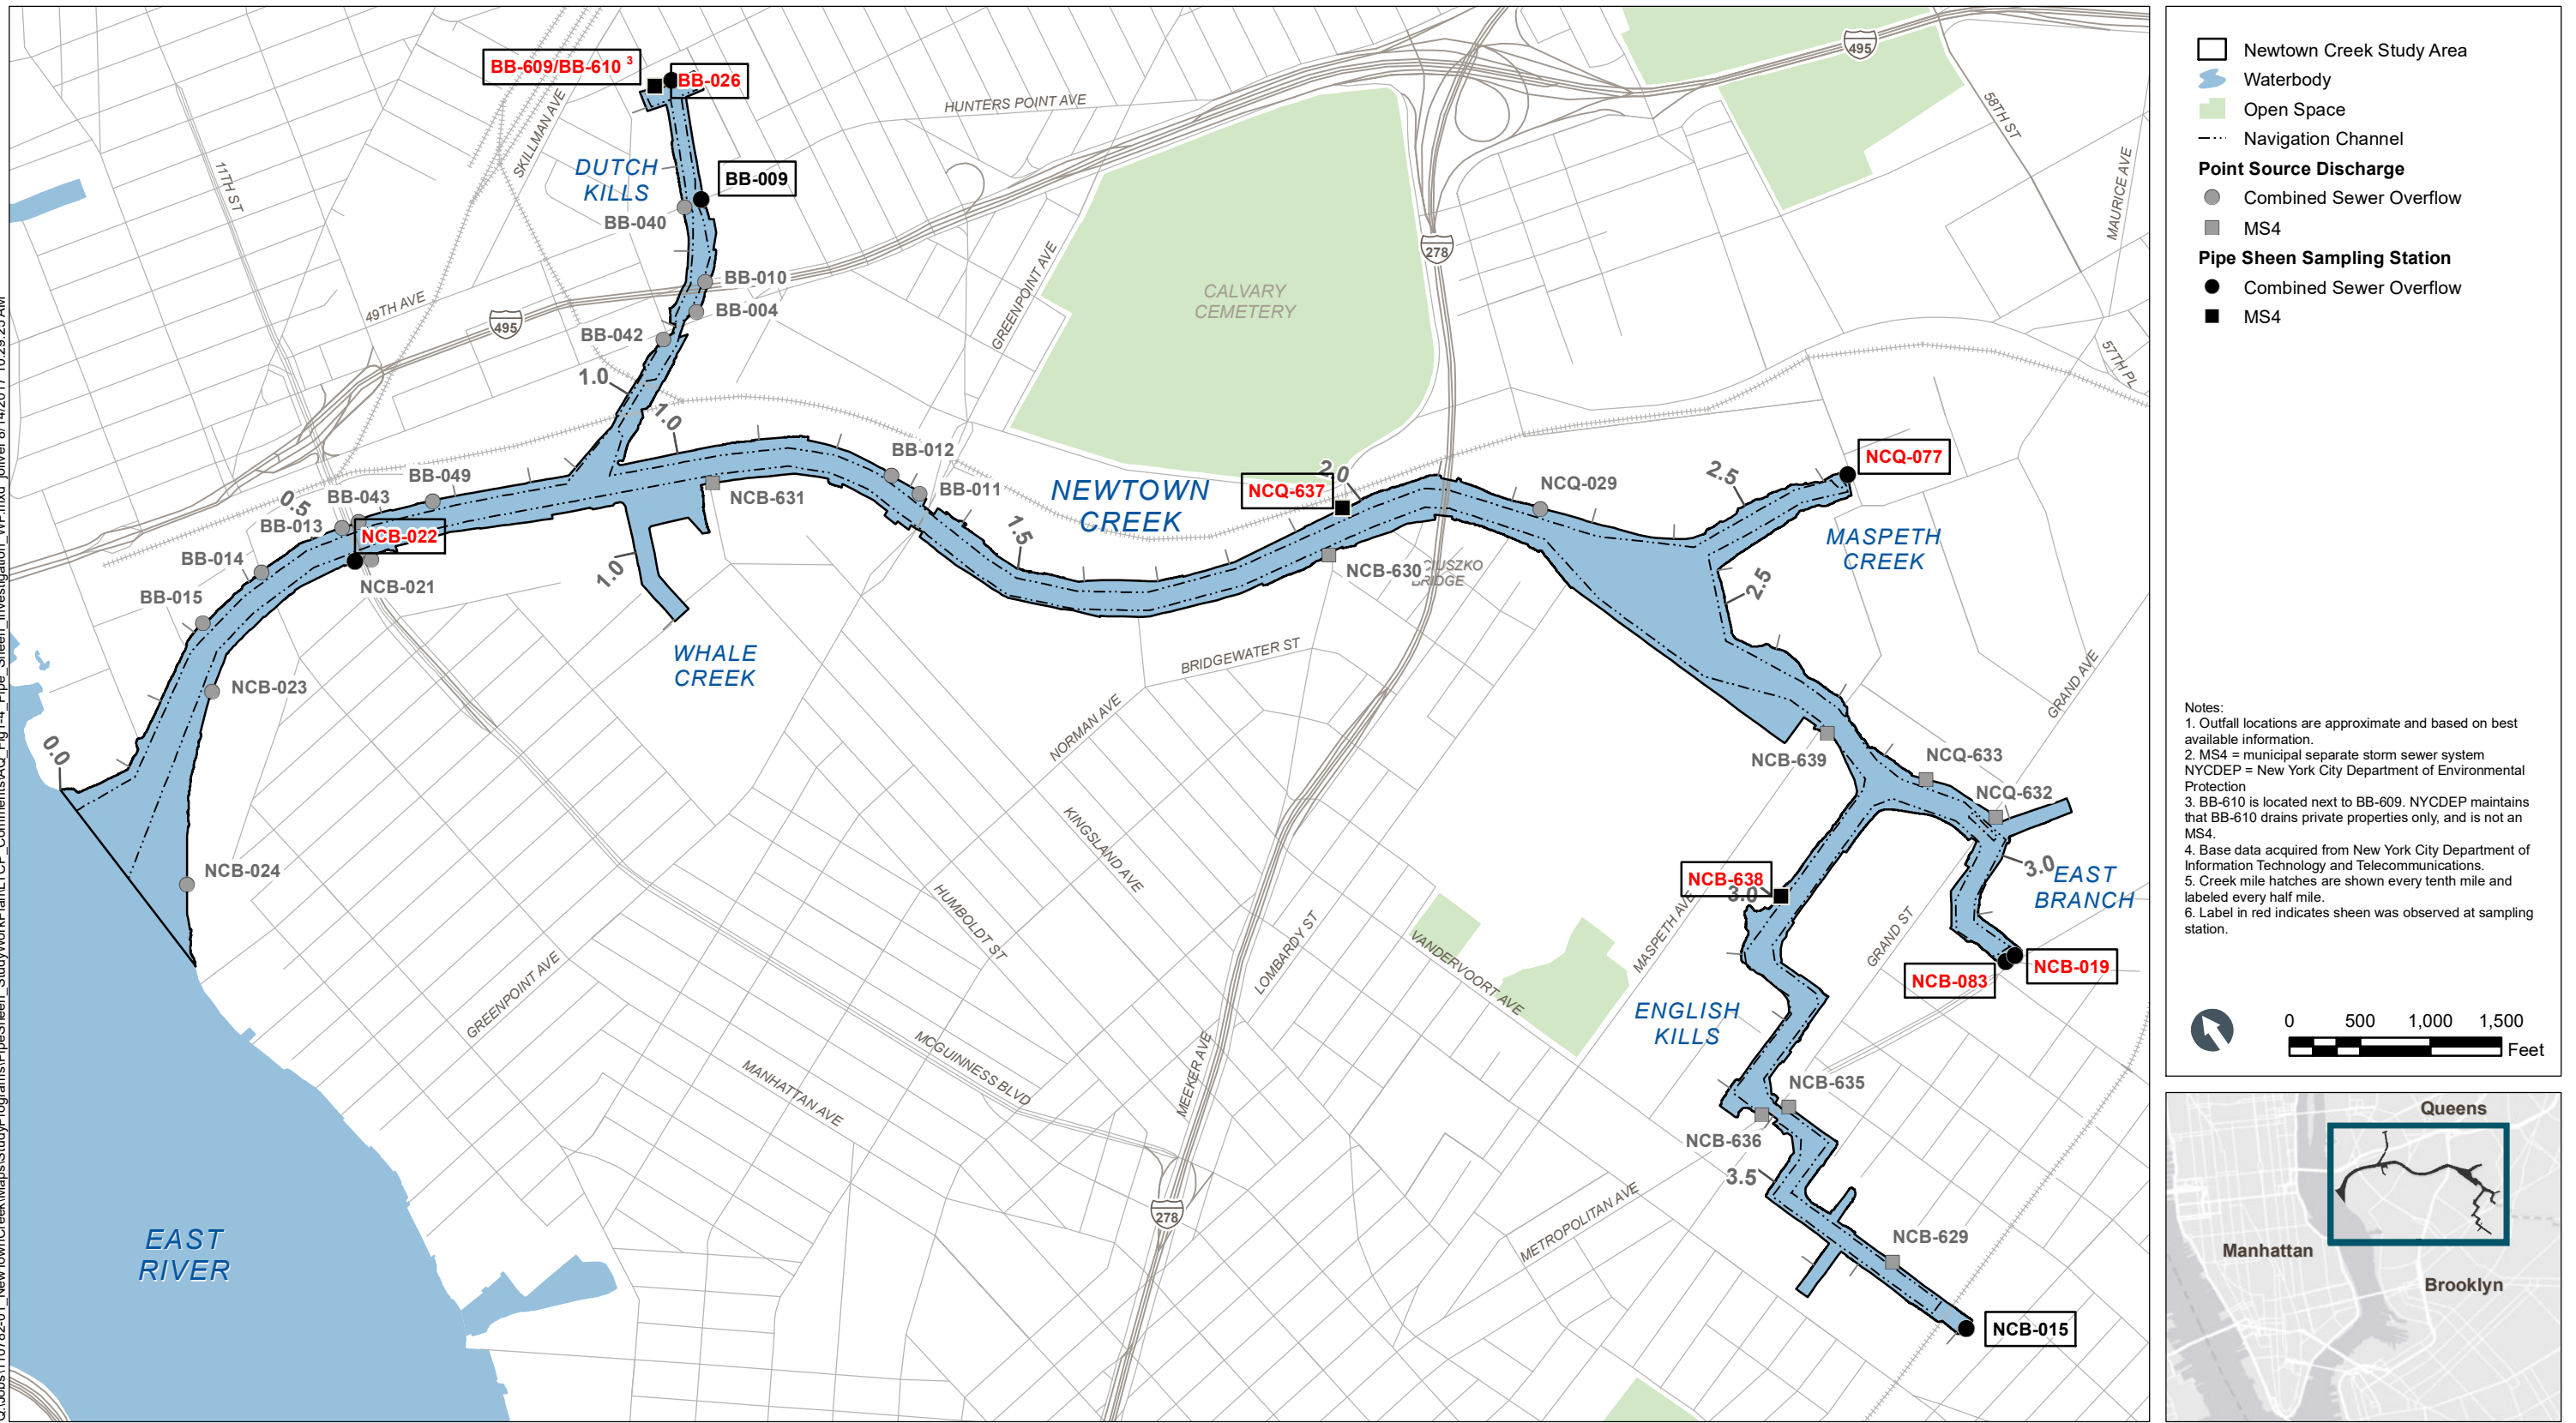 495
BB-609/BB-610 3
BB-026
HUNTERS POINT AVE
58TH ST
SKILLMAN AVE
MAURICE AVE
11TH ST
DUTCH
KILLS
BB-009
BB-040
278
GREENPOINT AVE
CALVARY
CEMETERY
BB-010
BB-004
49TH AVE
495
BB-042
57TH PL
1.0
1.0
BB-012
BB-049
BB-043
0.5
BB-013
NCB-022
BB-014
NCB-021
BB-015
NCB-631
BB-011
NEWTOWN
CREEK
1.5
NCQ-637
2.0
NCQ-029
2.5
NCQ-077
MASPETH
CREEK
2.5
1.0
NCB-630
WHALE
CREEK
BRIDGEWATER ST
NCB-023
NORMAN AVE
GRAND AVE
0.0
NCB-639
NCQ-633
NCQ-632
KINGSLAND AVE
NCB-024
NCB-638
3.0
3.0
EAST
BRANCH
HUMBOLDT ST
LOMBARDY ST
MASPETH AVE
GRAND ST
VANDERVOORT AVE
GREENPOINT AVE
NCB-083
NCB-019
ENGLISH
KILLS
MCGUINNESS BLVD
MANHATTAN AVE
MEEKER AVE
NCB-635
NCB-636
3.5
278
METROPOLITAN AVE
NCB-629
EAST
RIVER
NCB-015
Newtown Creek Study Area
Waterbody
Open Space
Navigation Channel
Point Source Discharge
Combined Sewer Overflow
MS4
Pipe Sheen Sampling Station
Combined Sewer Overflow
MS4
Notes:
1. Outfall locations are approximate and based on best
available information.
2. MS4 = municipal separate storm sewer system
NYCDEP = New York City Department of Environmental
Protection
3. BB-610 is located next to BB-609. NYCDEP maintains
that BB-610 drains private properties only, and is not an
MS4.
4. Base data acquired from New York City Department of
Information Technology and Telecommunications.
5. Creek mile hatches are shown every tenth mile and
labeled every half mile.
6. Label in red indicates sheen was observed at sampling
station.
0 500 1,000 1,500
Feet
Queens
Manhattan
Brooklyn